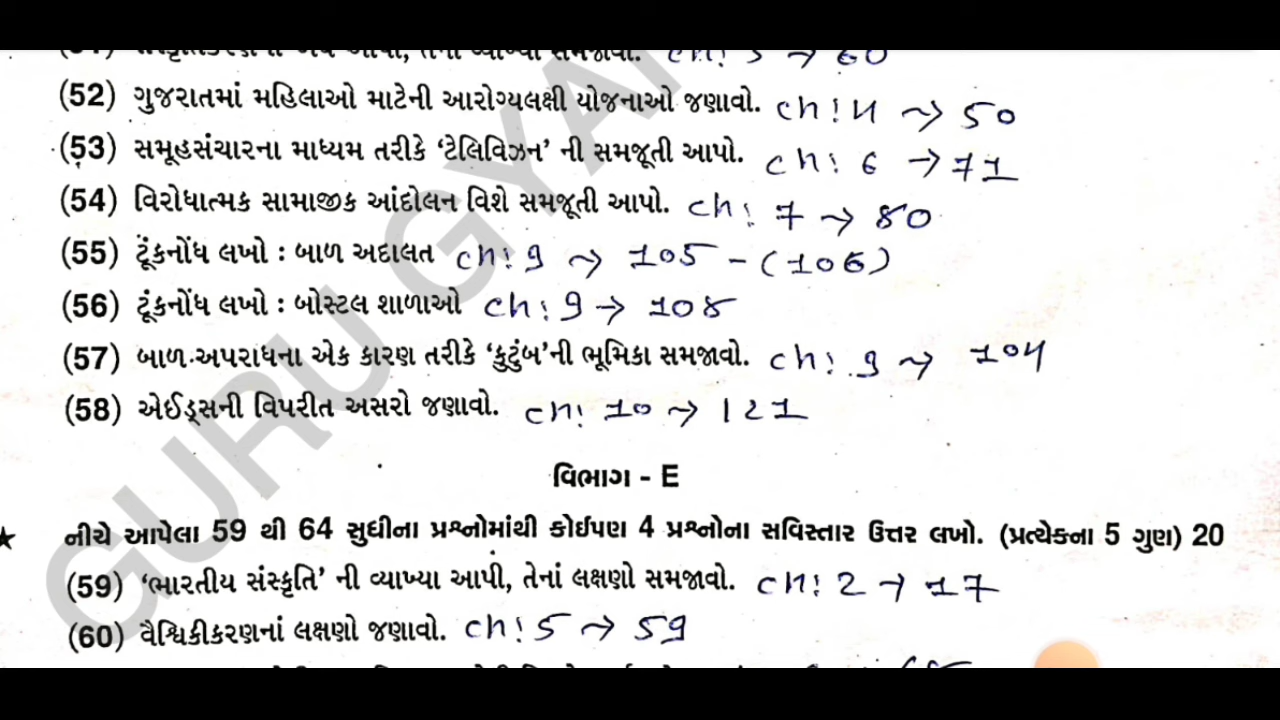 ch! 5 → 60
(52) ગુજરાતમાં મહિલાઓ માટેની આરોગ્યલક્ષી યોજનાઓ જણાવો. ch! 4 → 50
(53) સમૂહસંચારના માધ્યમ તરીકે ‘ટેલિવિઝન’ ની સમજૂતી આપો. ch! 6 → 71
(54) વિરોધાત્મક સામાજીક આંદોલન વિશે સમજૂતી આપો. ch! 7 → 80
(55) ટૂંકનોંધ લખો : બાળ અદાલત ch! 9 → 105 - (106)
(56) ટૂંકનોંધ લખો : બોસ્ટલ શાળાઓ ch! 9 → 108
(57) બાળ અપરાધના એક કારણ તરીકે ‘કુટુંબ’ની ભૂમિકા સમજાવો. ch! 9 → 104
(58) એઈડ્સની વિપરીત અસરો જણાવો. ch! 10 → 121
વિભાગ - E
★ નીચે આપેલા 59 થી 64 સુધીના પ્રશ્નોમાંથી કોઈપણ 4 પ્રશ્નોના સવિસ્તાર ઉત્તર લખો. (પ્રત્યેકના 5 ગુણ) 20
(59) ‘ભારતીય સંસ્કૃતિ’ ની વ્યાખ્યા આપી, તેનાં લક્ષણો સમજાવો. ch! 2 → 17
(60) વૈશ્વિકીકરણનાં લક્ષણો જણાવો. ch! 5 → 59
GURU GYAN